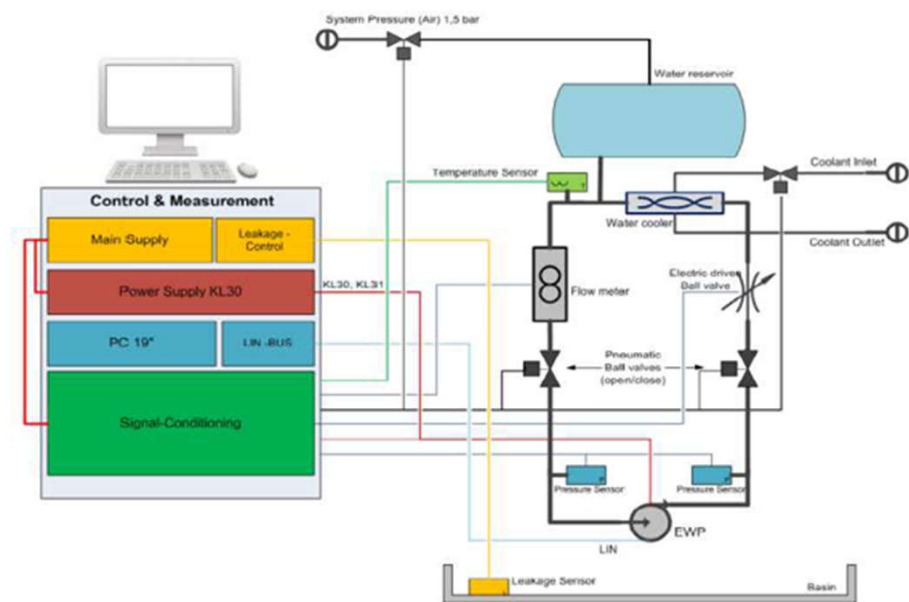 System Pressure (Air) 1,5 bar
Water reservoir
Coolant Inlet
Temperature Sensor
Control & Measurement
Water cooler
Main Supply
Leakage -
Control
Coolant Outlet
Power Supply KL30
KL30, KL31
Flow meter
Electric driven
Ball valve
PC 19"
LIN -BUS
Pneumatic
Ball valves
(open/close)
Signal-Conditioning
Pressure Sensor
Pressure Sensor
EWP
LIN
Leakage Sensor
Basin